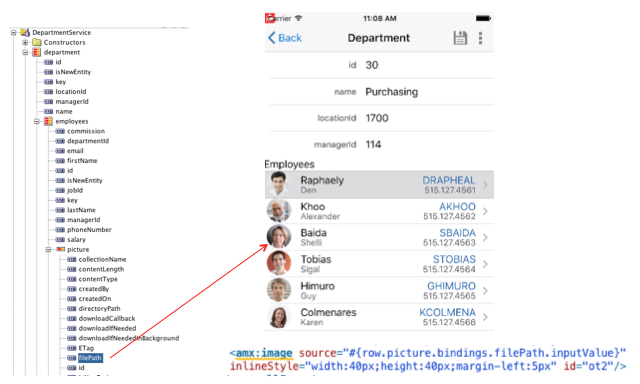 DepartmentService
Constructors
department
id
isNewEntity
key
locationId
managerId
name
employees
commission
departmentId
email
firstName
id
isNewEntity
jobId
key
lastName
managerId
phoneNumber
salary
picture
collectionName
contentLength
contentType
createdBy
createdOn
directoryPath
downloadCallback
downloadIfNeeded
downloadIfNeededInBackground
ETag
filePath
id
11:08 AM
Back Department
id 30
name Purchasing
locationId 1700
managerId 114
Employees
Raphaely DRAPHEAL
Den 515.127.4561
Khoo AKHOO
Alexander 515.127.4562
Baida SBAIDA
Shelli 515.127.4563
Tobias STOBIAS
Sigal 515.127.4564
Himuro GHIMURO
Guy 515.127.4565
Colmenares KCOLMENA
Karen 515.127.4566
<amx:image source="#{row.picture.bindings.filePath.inputValue}"
inlineStyle="width:40px;height:40px;margin-left:5px" id="ot2"/>